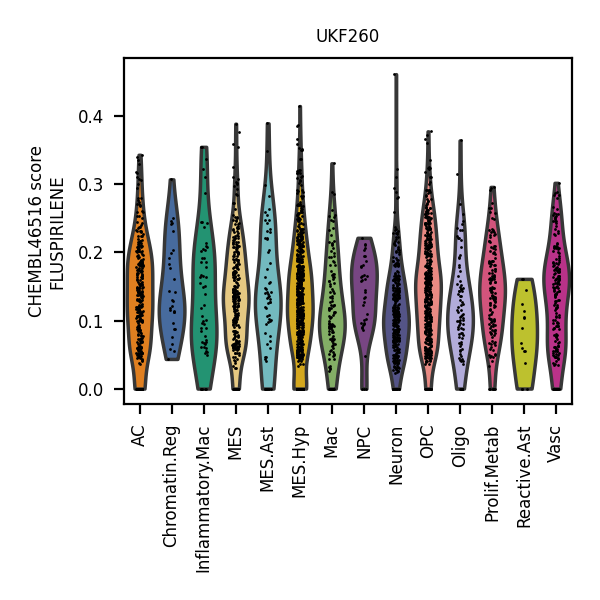 UKF260
CHEMBL46516 score
FLUSPIRILENE
0.4
0.3
0.2
0.1
0.0
AC
Chromatin.Reg
Inflammatory.Mac
MES
MES.Ast
MES.Hyp
Mac
NPC
Neuron
OPC
Oligo
Prolif.Metab
Reactive.Ast
Vasc